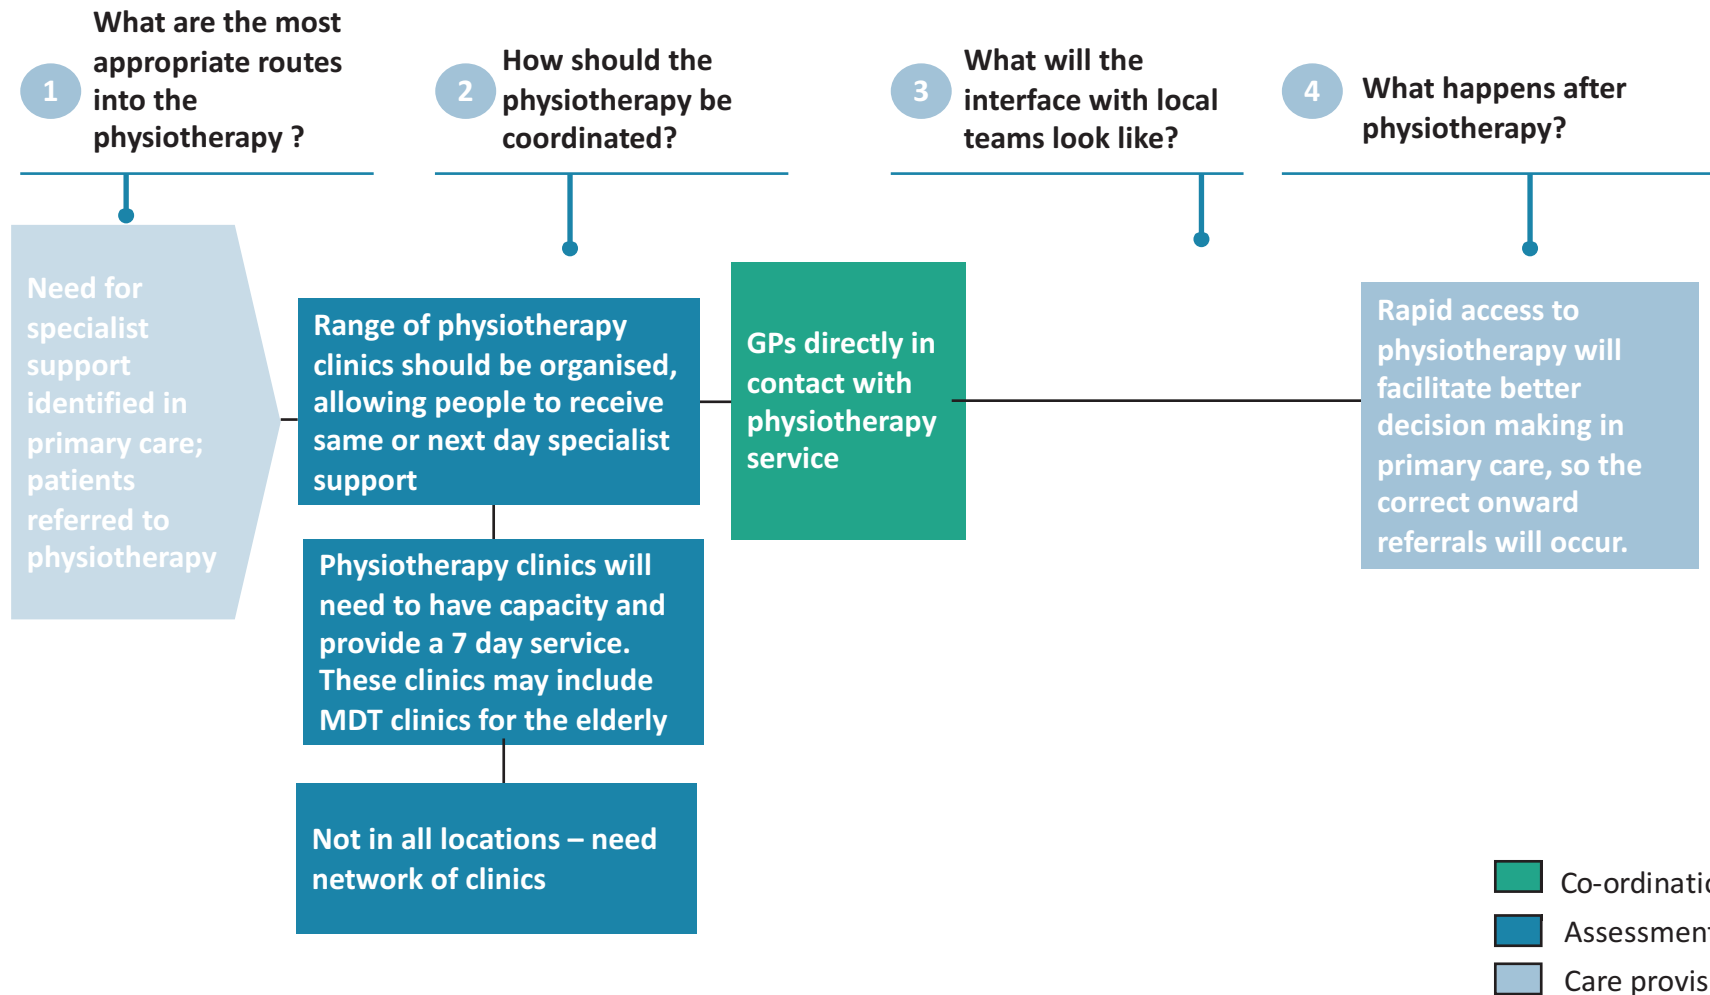 1
What are the most
appropriate routes
into the
physiotherapy ?
2
How should the
physiotherapy be
coordinated?
3
What will the
interface with local
teams look like?
4
What happens after
physiotherapy?
Need for
specialist
support
identified in
primary care;
patients
referred to
physiotherapy
Range of physiotherapy
clinics should be organised,
allowing people to receive
same or next day specialist
support
Physiotherapy clinics will
need to have capacity and
provide a 7 day service.
These clinics may include
MDT clinics for the elderly
Not in all locations – need
network of clinics
GPs directly in
contact with
physiotherapy
service
Rapid access to
physiotherapy will
facilitate better
decision making in
primary care, so the
correct onward
referrals will occur.
Co-ordinatio
Assessment
Care provis